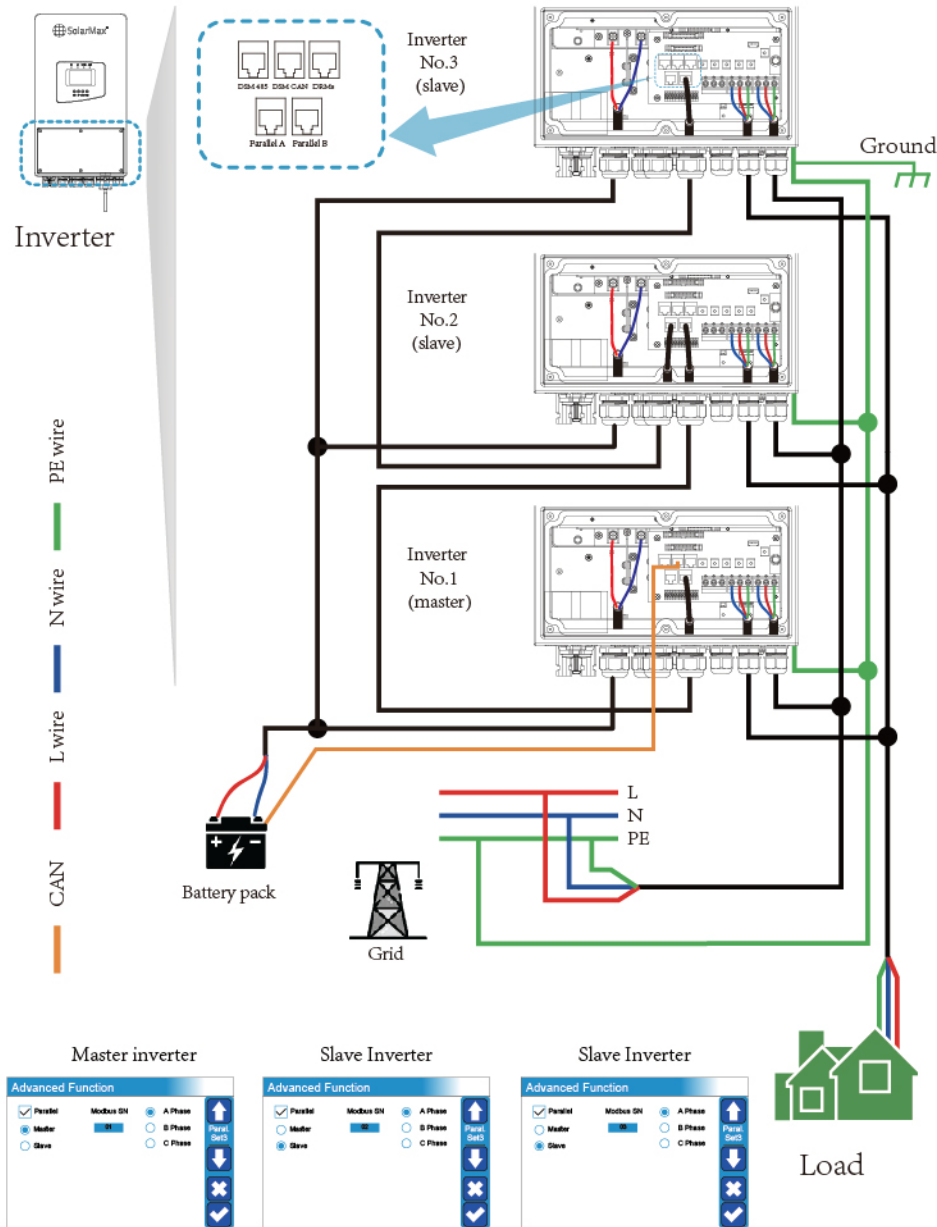 SolarMax®
DSM 485 DSM CAN DRMs
Parallel A Parallel B
Inverter
Inverter
No.3
(slave)
Ground
Inverter
No.2
(slave)
Inverter
No.1
(master)
PE wire
N wire
L wire
CAN
Battery pack
+ −
L
N
PE
Grid
Load
Master inverter
Advanced Function
Parallel Modbus SN A Phase
Master 01 B Phase
Slave C Phase
Paral.
Set3
Slave Inverter
Advanced Function
Parallel Modbus SN A Phase
Master 02 B Phase
Slave C Phase
Paral.
Set3
Slave Inverter
Advanced Function
Parallel Modbus SN A Phase
Master 03 B Phase
Slave C Phase
Paral.
Set3